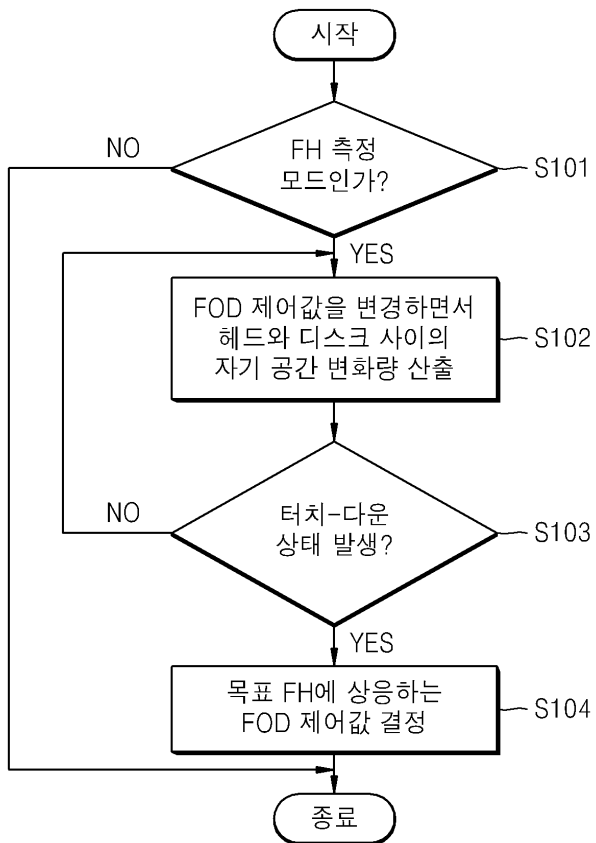 시작
NO
FH 측정
모드인가?
S101
YES
FOD 제어값을 변경하면서
헤드와 디스크 사이의
자기 공간 변화량 산출
S102
NO
터치-다운
상태 발생?
S103
YES
목표 FH에 상응하는
FOD 제어값 결정
S104
종료